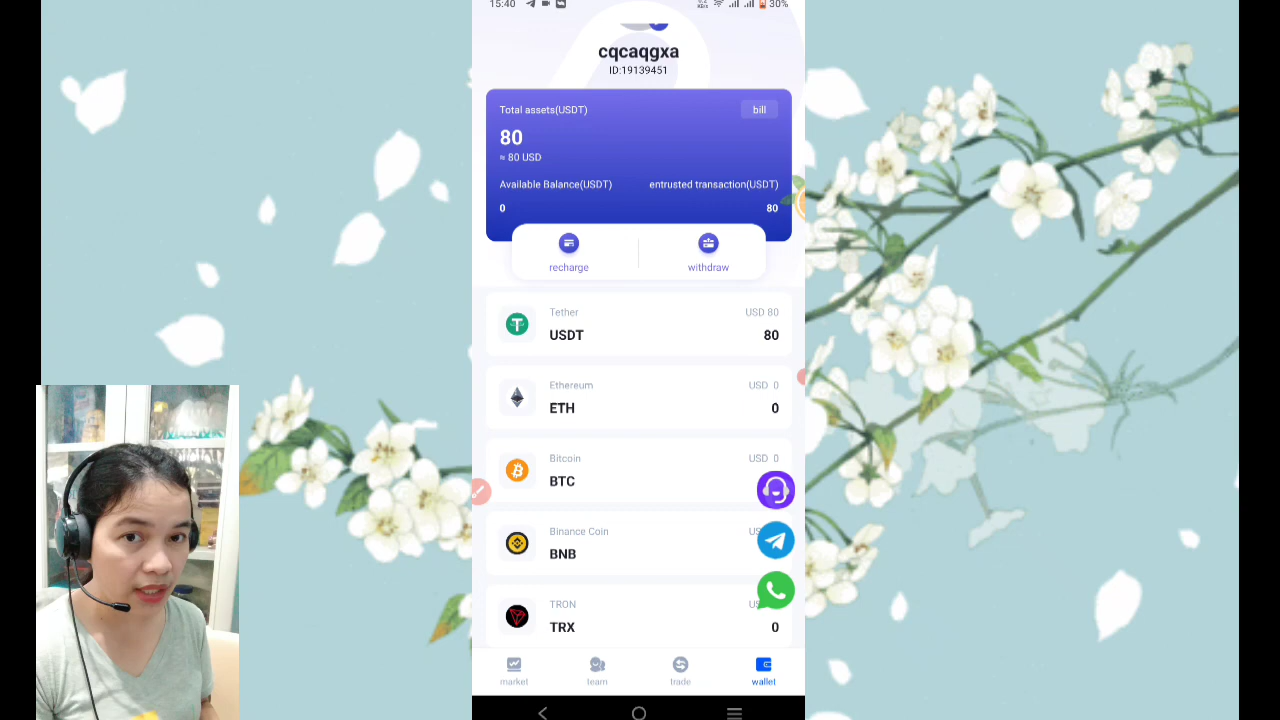 15:40
30%
cqcaqgxa
ID:19139451
Total assets(USDT)
bill
80
≈ 80 USD
Available Balance(USDT)
entrusted transaction(USDT)
0
80
recharge
withdraw
Tether
USD 80
USDT
80
Ethereum
USD 0
ETH
0
Bitcoin
USD 0
BTC
Binance Coin
BNB
TRON
TRX
0
market
team
trade
wallet